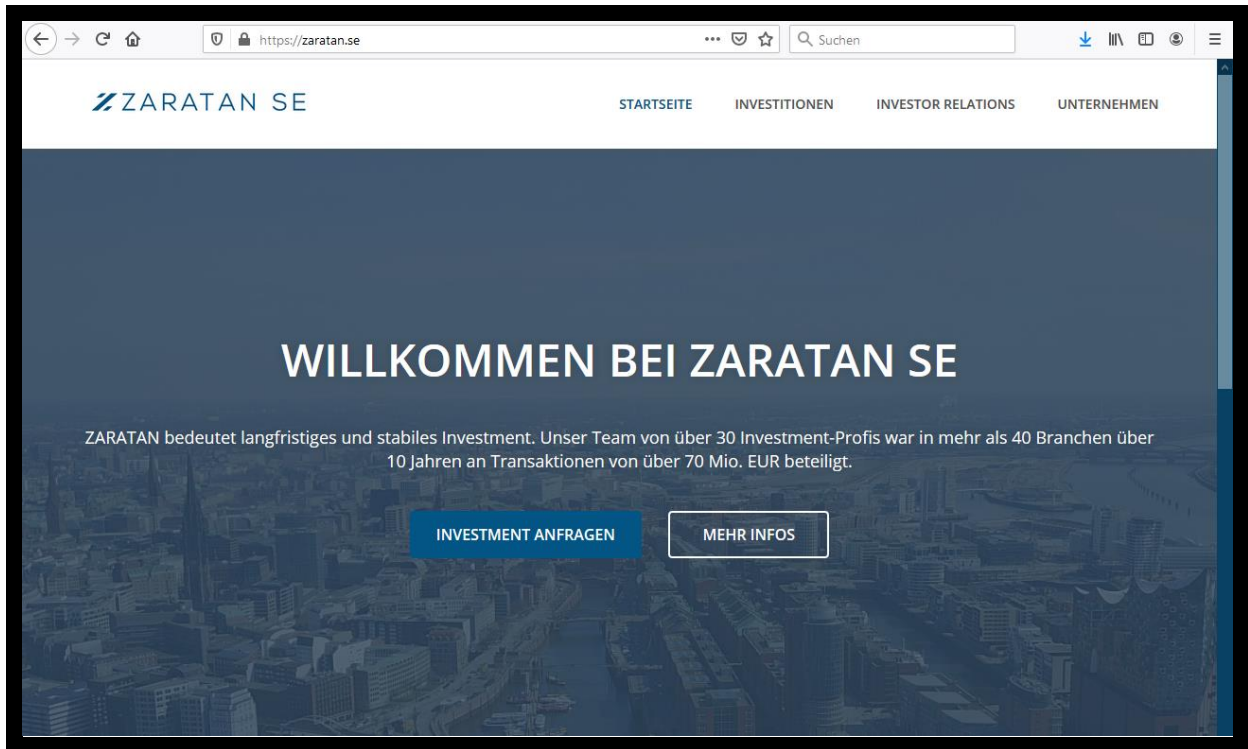 https://zaratan.se
Suchen
ZARATAN SE
STARTSEITE
INVESTITIONEN
INVESTOR RELATIONS
UNTERNEHMEN
WILLKOMMEN BEI ZARATAN SE
ZARATAN bedeutet langfristiges und stabiles Investment. Unser Team von über 30 Investment-Profis war in mehr als 40 Branchen über
10 Jahren an Transaktionen von über 70 Mio. EUR beteiligt.
INVESTMENT ANFRAGEN
MEHR INFOS